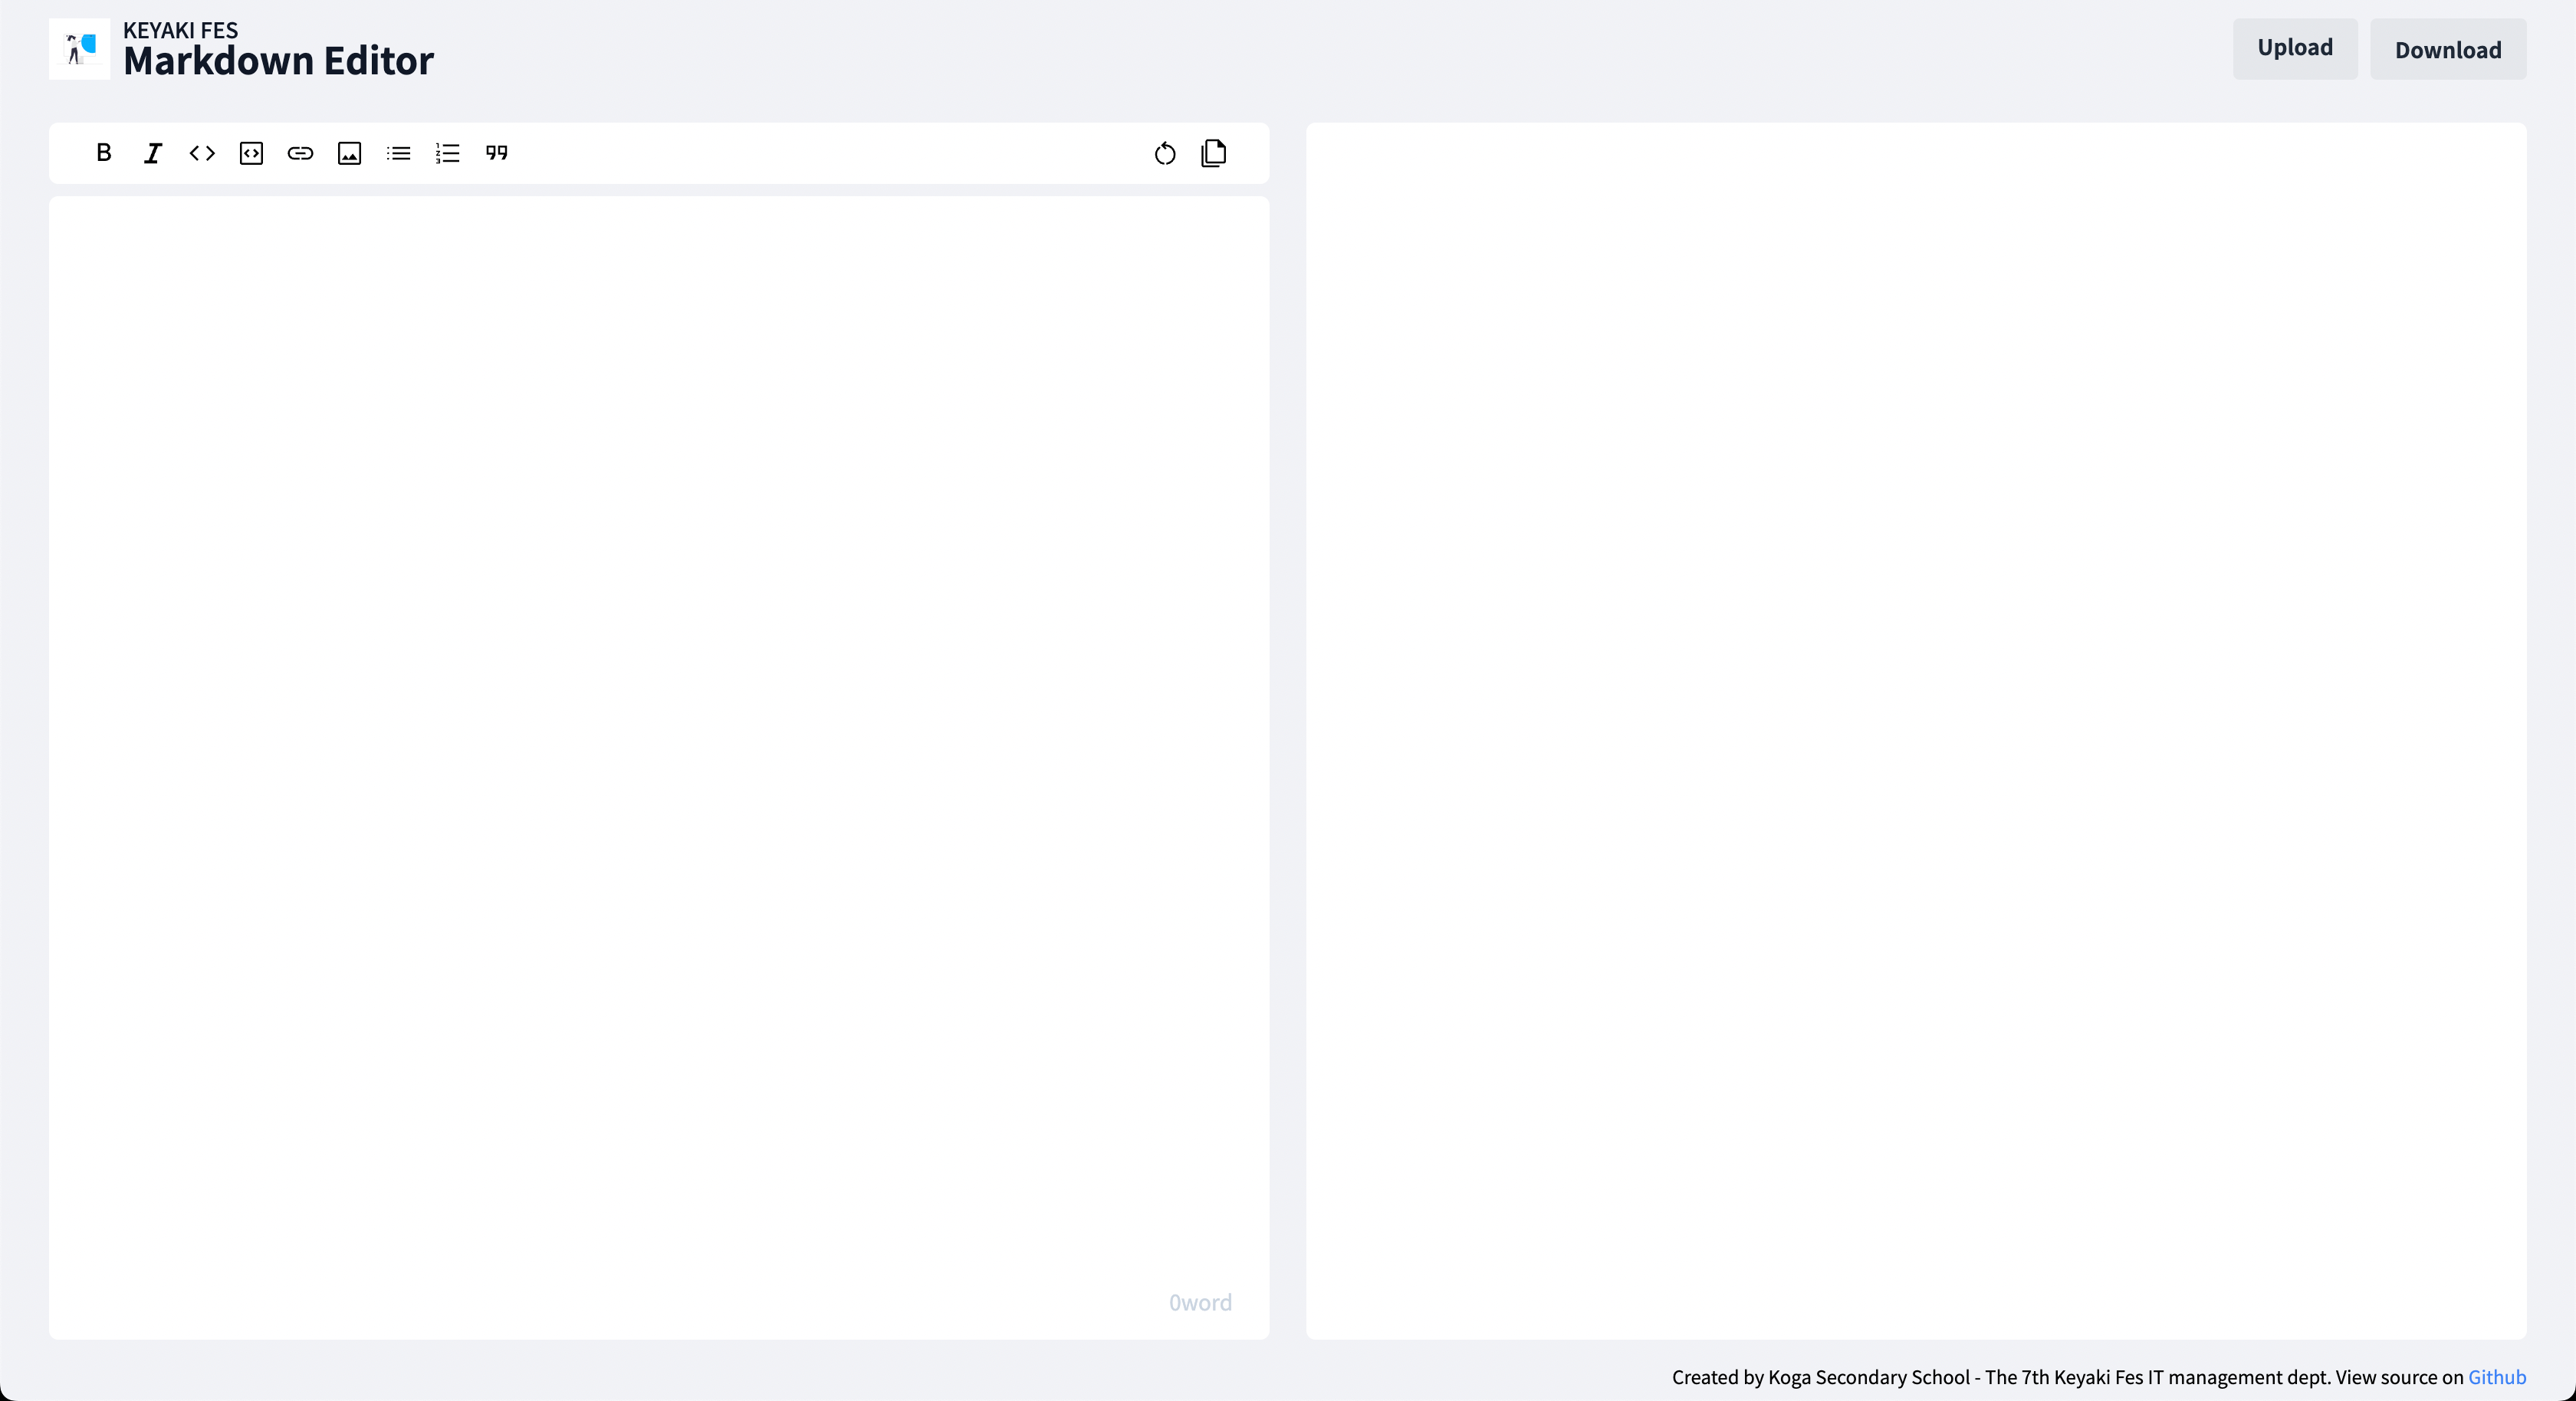 KEYAKI FES
Markdown Editor
Upload
Download
0word
Created by Koga Secondary School - The 7th Keyaki Fes IT management dept. View source on Github